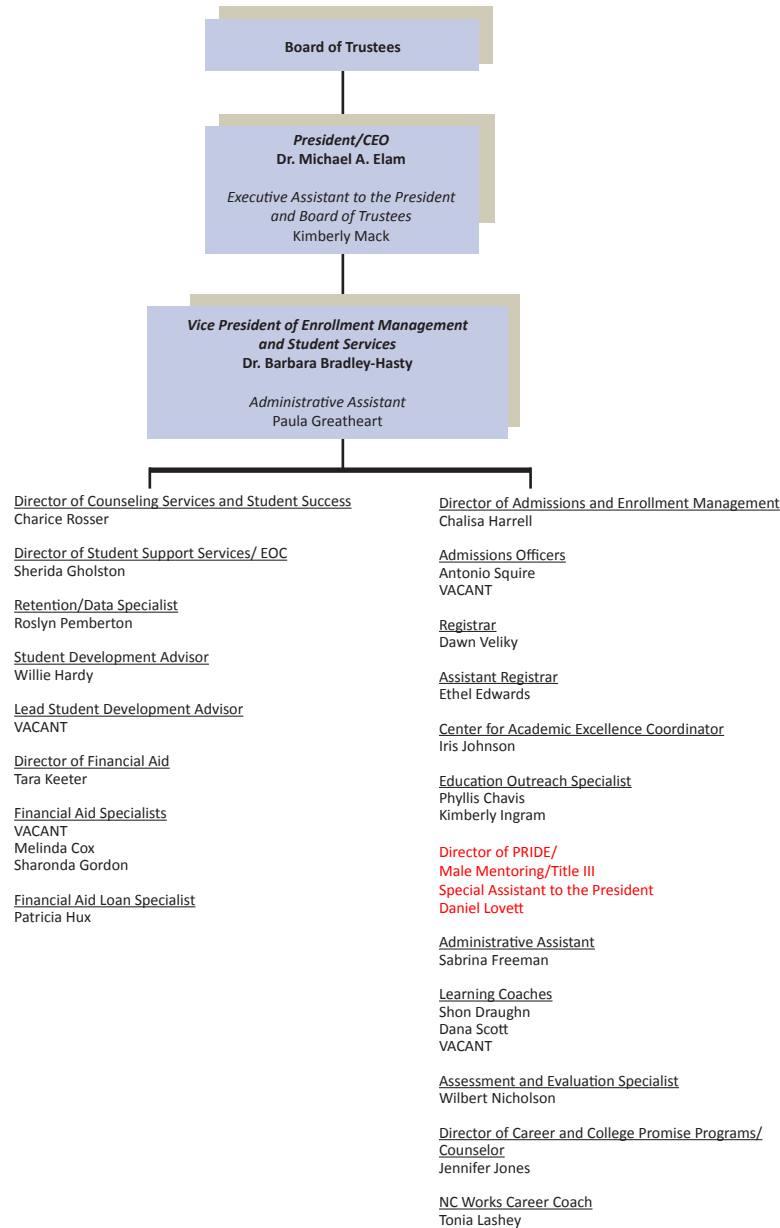 Board of Trustees
President/CEO
Dr. Michael A. Elam
Executive Assistant to the President
and Board of Trustees
Kimberly Mack
Vice President of Enrollment Management
and Student Services
Dr. Barbara Bradley-Hasty
Administrative Assistant
Paula Greatheart
Director of Counseling Services and Student Success
Charice Rosser
Director of Student Support Services/ EOC
Sherida Gholston
Retention/Data Specialist
Roslyn Pemberton
Student Development Advisor
Willie Hardy
Lead Student Development Advisor
VACANT
Director of Financial Aid
Tara Keeter
Financial Aid Specialists
VACANT
Melinda Cox
Sharonda Gordon
Financial Aid Loan Specialist
Patricia Hux
Director of Admissions and Enrollment Management
Chalisa Harrell
Admissions Officers
Antonio Squire
VACANT
Registrar
Dawn Veliky
Assistant Registrar
Ethel Edwards
Center for Academic Excellence Coordinator
Iris Johnson
Education Outreach Specialist
Phyllis Chavis
Kimberly Ingram
Director of PRIDE/
Male Mentoring/Title III
Special Assistant to the President
Daniel Lovett
Administrative Assistant
Sabrina Freeman
Learning Coaches
Shon Draughn
Dana Scott
VACANT
Assessment and Evaluation Specialist
Wilbert Nicholson
Director of Career and College Promise Programs/
Counselor
Jennifer Jones
NC Works Career Coach
Tonia Lashey